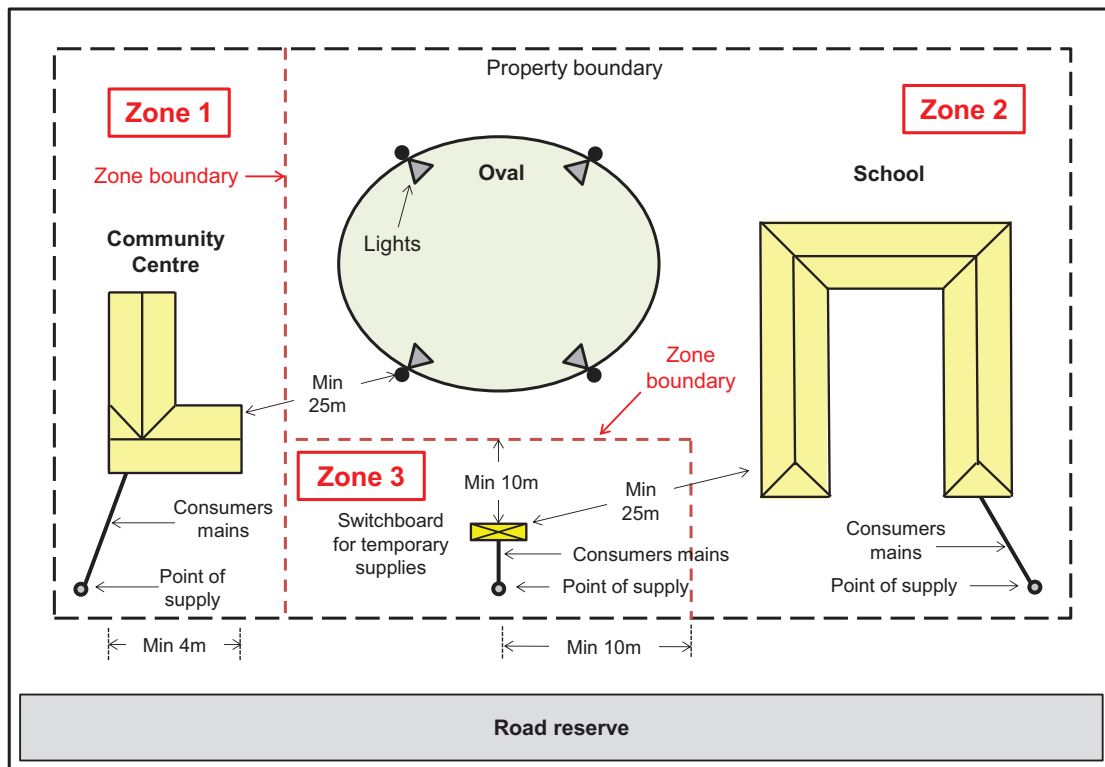 Property boundary
Zone 1
Zone 2
Zone boundary
Oval
School
Lights
Community
Centre
Zone
boundary
Min
25m
Zone 3
Min 10m
Min
25m
Switchboard
for temporary
supplies
Consumers
mains
Consumers mains
Consumers
mains
Point of
supply
Point of supply
Point of supply
Min 4m
Min 10m
Road reserve